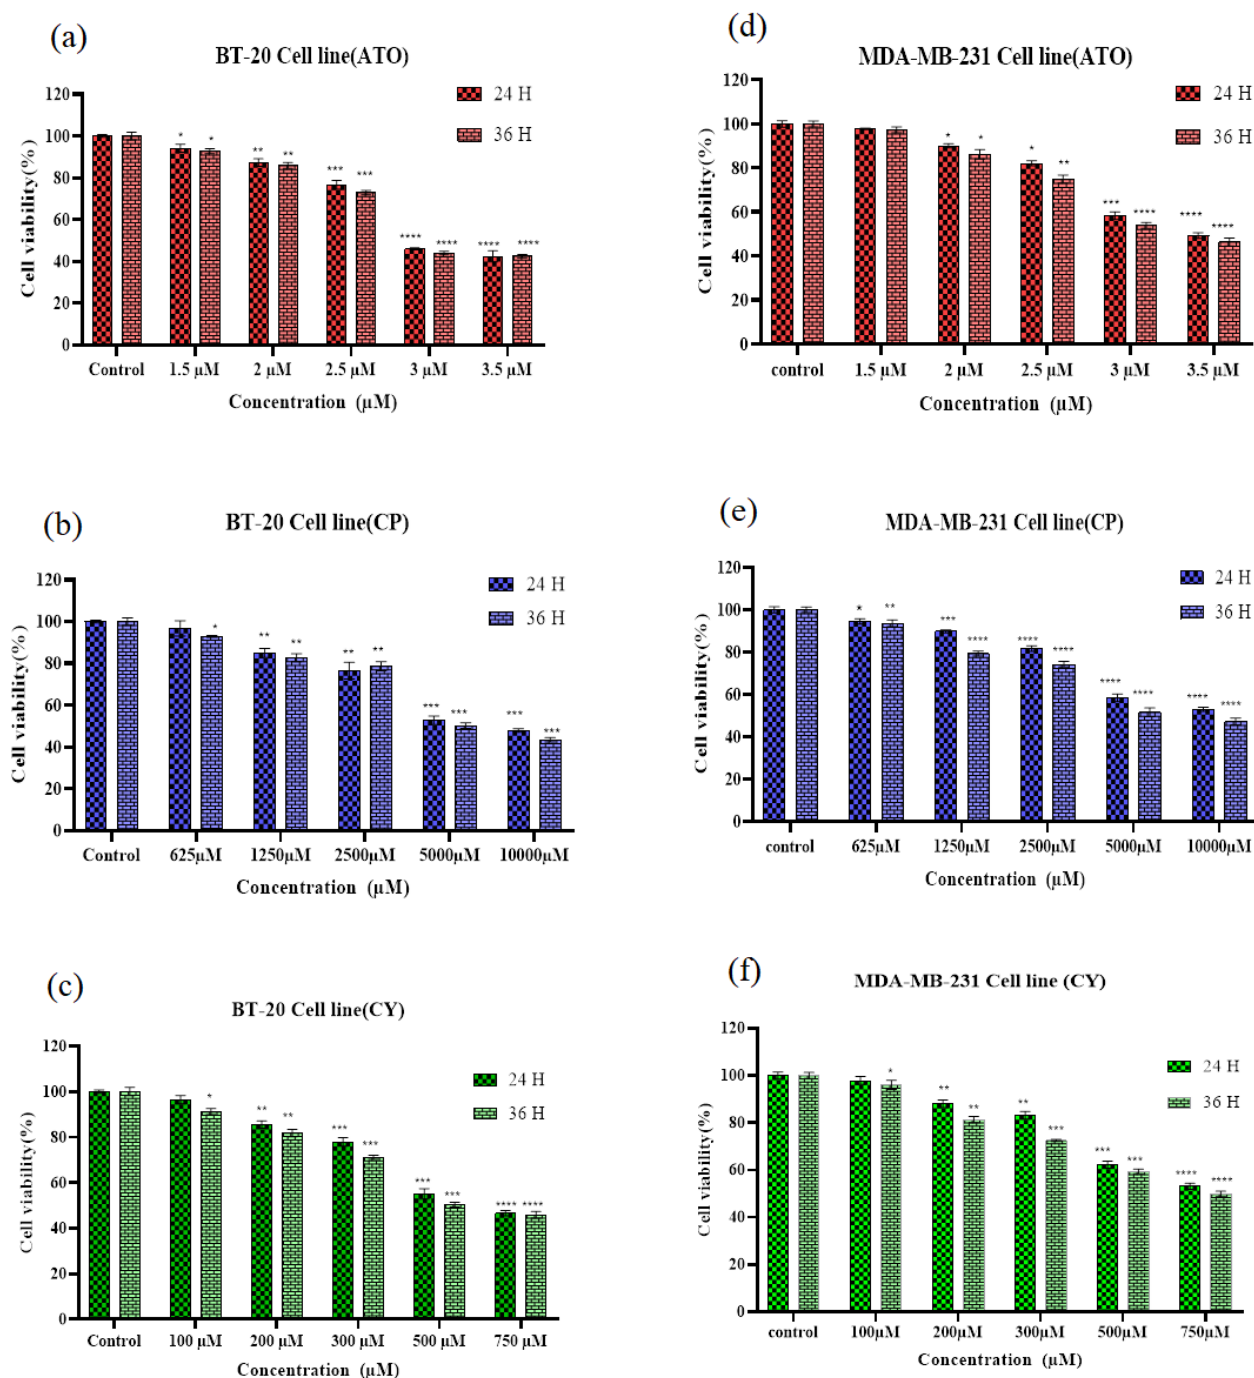 (a)
BT-20 Cell line(ATO)
24 H
36 H
Cell viability(%)
120
100
80
60
40
20
0
* * ** ** *** *** **** **** **** ****
Control 1.5 µM 2 µM 2.5 µM 3 µM 3.5 µM
Concentration (µM)
(d)
MDA-MB-231 Cell line(ATO)
24 H
36 H
Cell viability(%)
120
100
80
60
40
20
0
* * * ** *** **** **** ****
control 1.5 µM 2 µM 2.5 µM 3 µM 3.5 µM
Concentration (µM)
(b)
BT-20 Cell line(CP)
24 H
36 H
Cell viability(%)
120
100
80
60
40
20
0
* ** ** ** ** *** *** *** ***
Control 625µM 1250µM 2500µM 5000µM 10000µM
Concentration (µM)
(e)
MDA-MB-231 Cell line(CP)
24 H
36 H
Cell viability(%)
120
100
80
60
40
20
0
* ** *** **** **** **** **** **** **** ****
control 625µM 1250µM 2500µM 5000µM 10000µM
Concentration (µM)
(c)
BT-20 Cell line(CY)
24 H
36 H
Cell viability(%)
120
100
80
60
40
20
0
* ** ** *** *** *** *** **** ****
Control 100 µM 200 µM 300 µM 500 µM 750 µM
Concentration (µM)
(f)
MDA-MB-231 Cell line (CY)
24 H
36 H
Cell viability(%)
120
100
80
60
40
20
0
* ** ** ** *** *** *** **** ****
control 100µM 200µM 300µM 500µM 750µM
Concentration (µM)